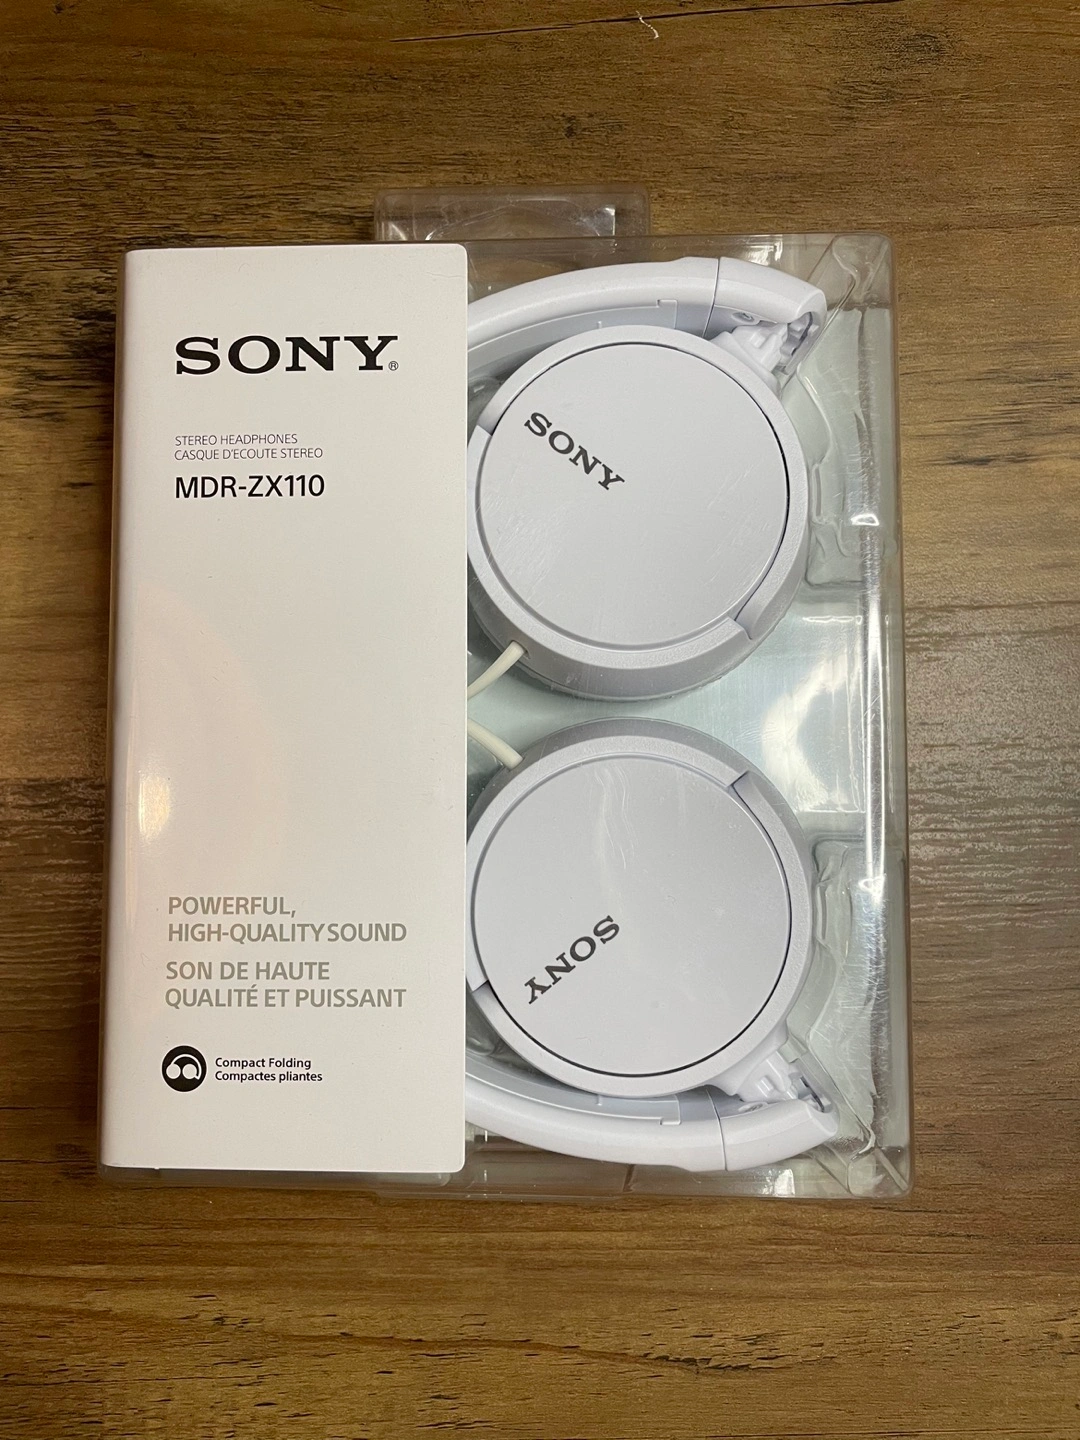 SONY®
STEREO HEADPHONES
CASQUE D'ECOUTE STEREO
MDR-ZX110
POWERFUL,
HIGH-QUALITY SOUND
SON DE HAUTE
QUALITÉ ET PUISSANT
Compact Folding
Compactes pliantes
SONY
SONY